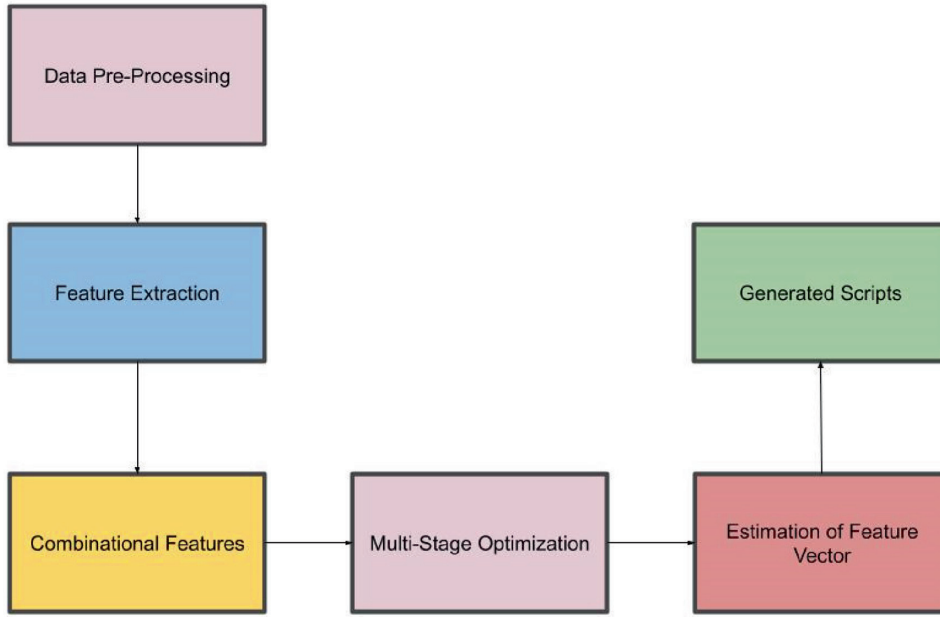 Data Pre-Processing
Feature Extraction
Generated Scripts
Combinational Features
Multi-Stage Optimization
Estimation of Feature
Vector